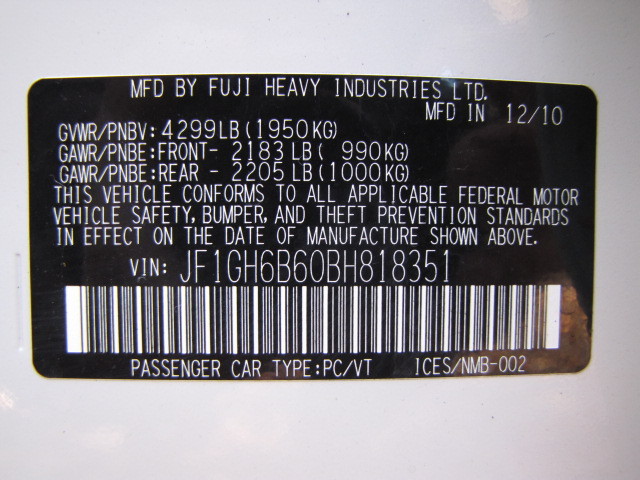 MFD BY FUJI HEAVY INDUSTRIES LTD.
MFD IN 12/10
GVWR/PNBV: 4299LB (1950KG)
GAWR/PNBE:FRONT- 2183 LB ( 990KG)
GAWR/PNBE:REAR - 2205 LB (1000KG)
THIS VEHICLE CONFORMS TO ALL APPLICABLE FEDERAL MOTOR
VEHICLE SAFETY, BUMPER, AND THEFT PREVENTION STANDARDS
IN EFFECT ON THE DATE OF MANUFACTURE SHOWN ABOVE.
VIN: JF1GH6B60BH818351
PASSENGER CAR TYPE:PC/VT ICES/NMB-002